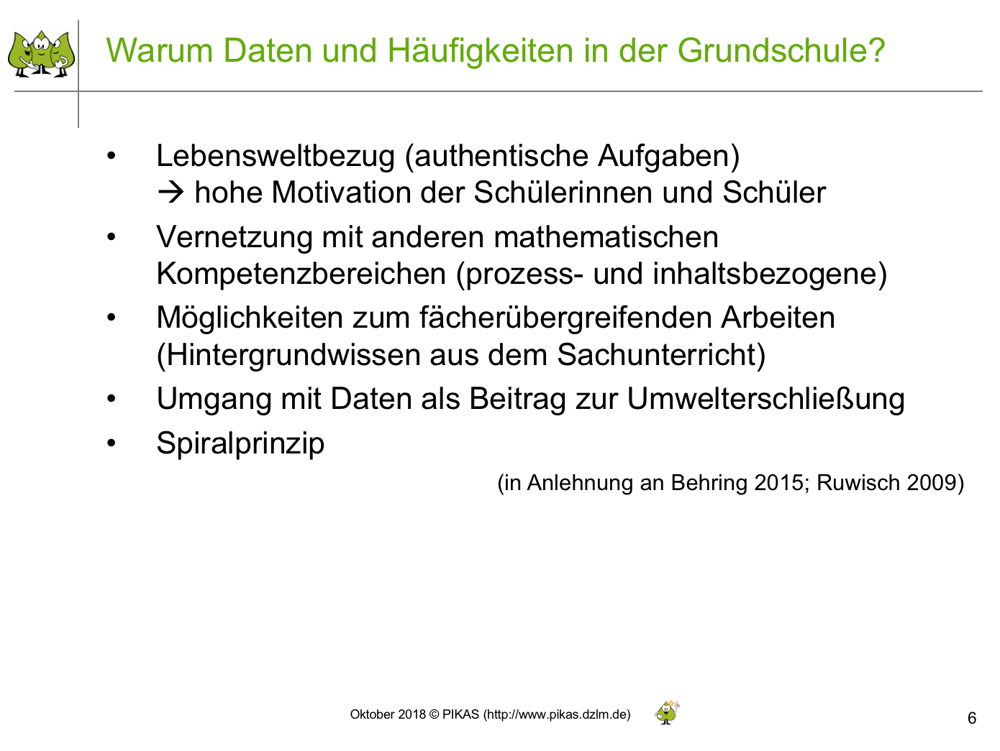 Warum Daten und Häufigkeiten in der Grundschule?
• Lebensweltbezug (authentische Aufgaben)
→ hohe Motivation der Schülerinnen und Schüler
• Vernetzung mit anderen mathematischen
Kompetenzbereichen (prozess- und inhaltsbezogene)
• Möglichkeiten zum fächerübergreifenden Arbeiten
(Hintergrundwissen aus dem Sachunterricht)
• Umgang mit Daten als Beitrag zur Umwelterschließung
• Spiralprinzip
(in Anlehnung an Behring 2015; Ruwisch 2009)
Oktober 2018 © PIKAS (http://www.pikas.dzlm.de)
6